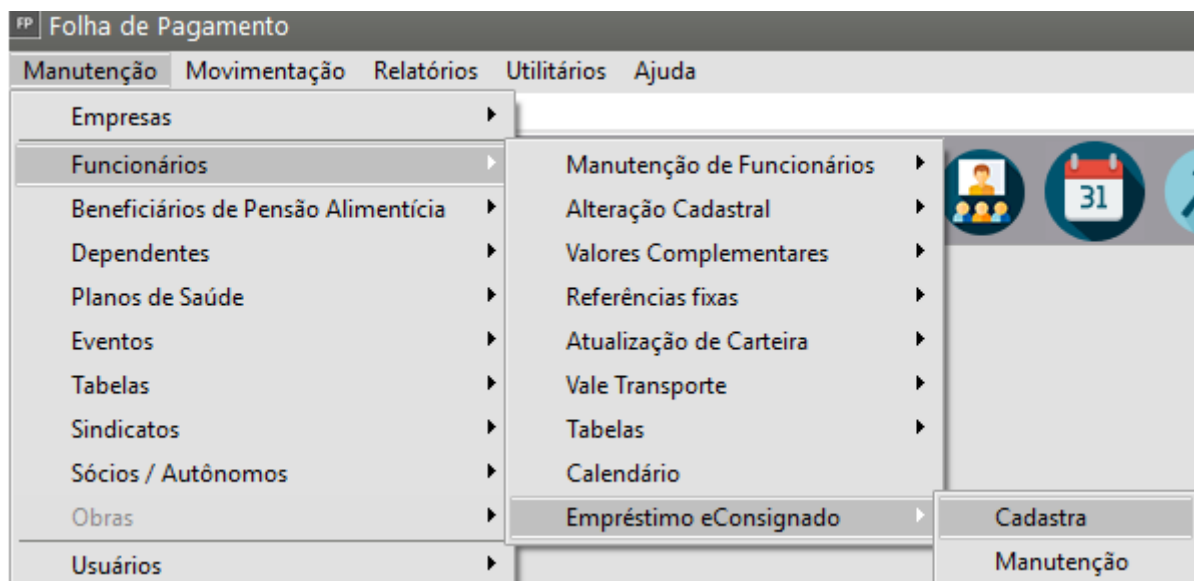 FP Folha de Pagamento
Manutenção Movimentação Relatórios Utilitários Ajuda
Empresas
Funcionários
Beneficiários de Pensão Alimentícia
Dependentes
Planos de Saúde
Eventos
Tabelas
Sindicatos
Sócios / Autônomos
Obras
Usuários
Manutenção de Funcionários
Alteração Cadastral
Valores Complementares
Referências fixas
Atualização de Carteira
Vale Transporte
Tabelas
Calendário
Empréstimo eConsignado
Cadastra
Manutenção
31